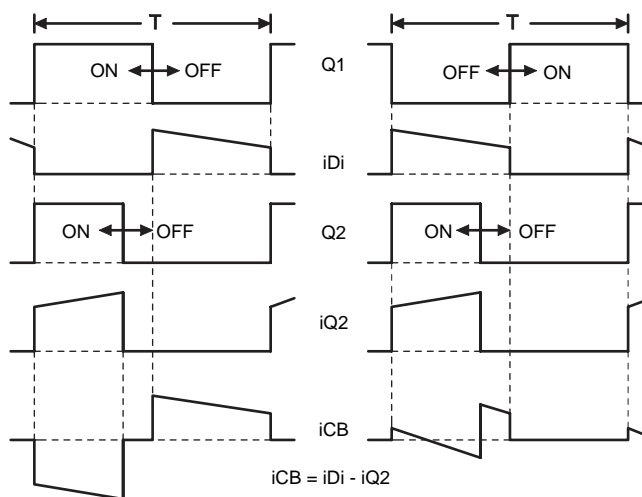 T T
ON OFF Q1 OFF ON
iDi
Q2
ON OFF ON OFF
iQ2
iCB
iCB = iDi - iQ2